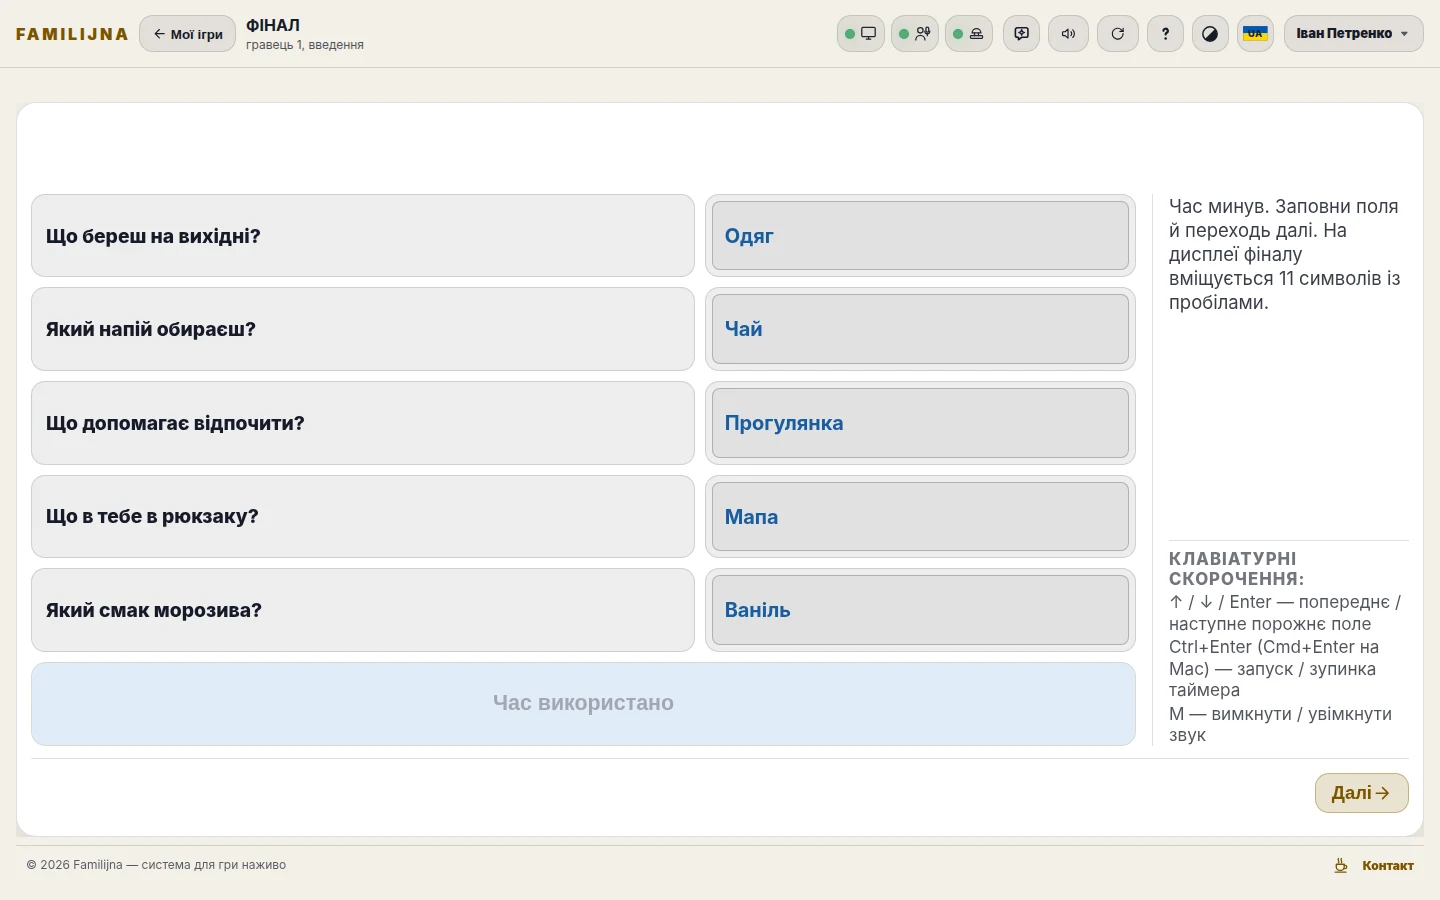 FAMILIJNA
← Мої ігри
ФІНАЛ
гравець 1, введення
?
UA
Іван Петренко
Що береш на вихідні?
Одяг
Який напій обираєш?
Чай
Що допомагає відпочити?
Прогулянка
Що в тебе в рюкзаку?
Мапа
Який смак морозива?
Ваніль
Час використано
Час минув. Заповни поля
й переходь далі. На
дисплеї фіналу
вміщується 11 символів із
пробілами.
КЛАВІАТУРНІ
СКОРОЧЕННЯ:
↑ / ↓ / Enter — попереднє /
наступне порожнє поле
Ctrl+Enter (Cmd+Enter на
Mac) — запуск / зупинка
таймера
M — вимкнути / увімкнути
звук
Далі →
© 2026 Familijna — система для гри наживо
Контакт